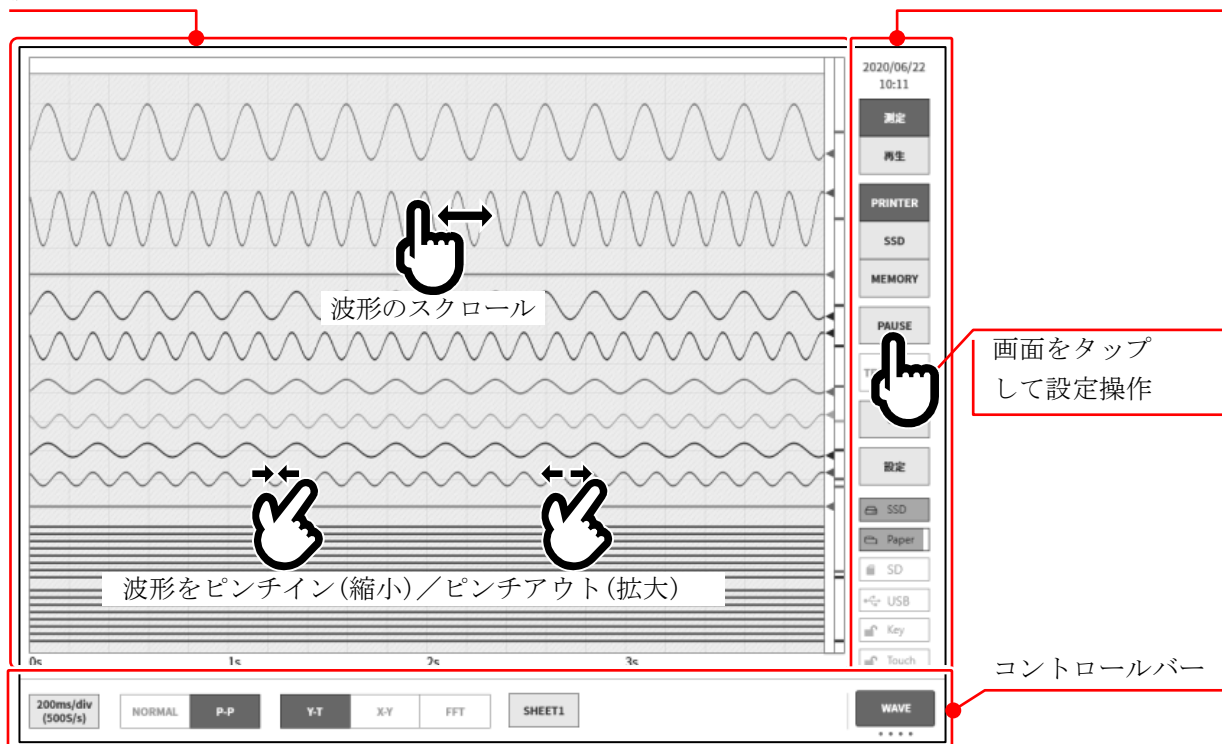 2020/06/22
10:11
測定
再生
PRINTER
SSD
MEMORY
波形のスクロール
PAUSE
画面をタップ
して設定操作
設定
SSD
Paper
波形をピンチイン(縮小)／ピンチアウト(拡大)
SD
USB
Key
Touch
0s 1s 2s 3s
コントロールバー
200ms/div
(500S/s)
NORMAL P-P Y-T X-Y FFT SHEET1 WAVE